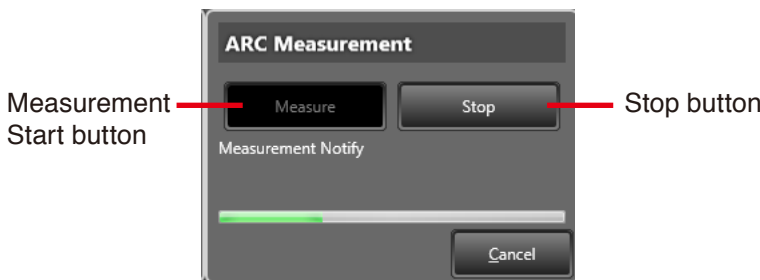 ARC Measurement
Measurement
Start button
Measure
Stop
Stop button
Measurement Notify
Cancel